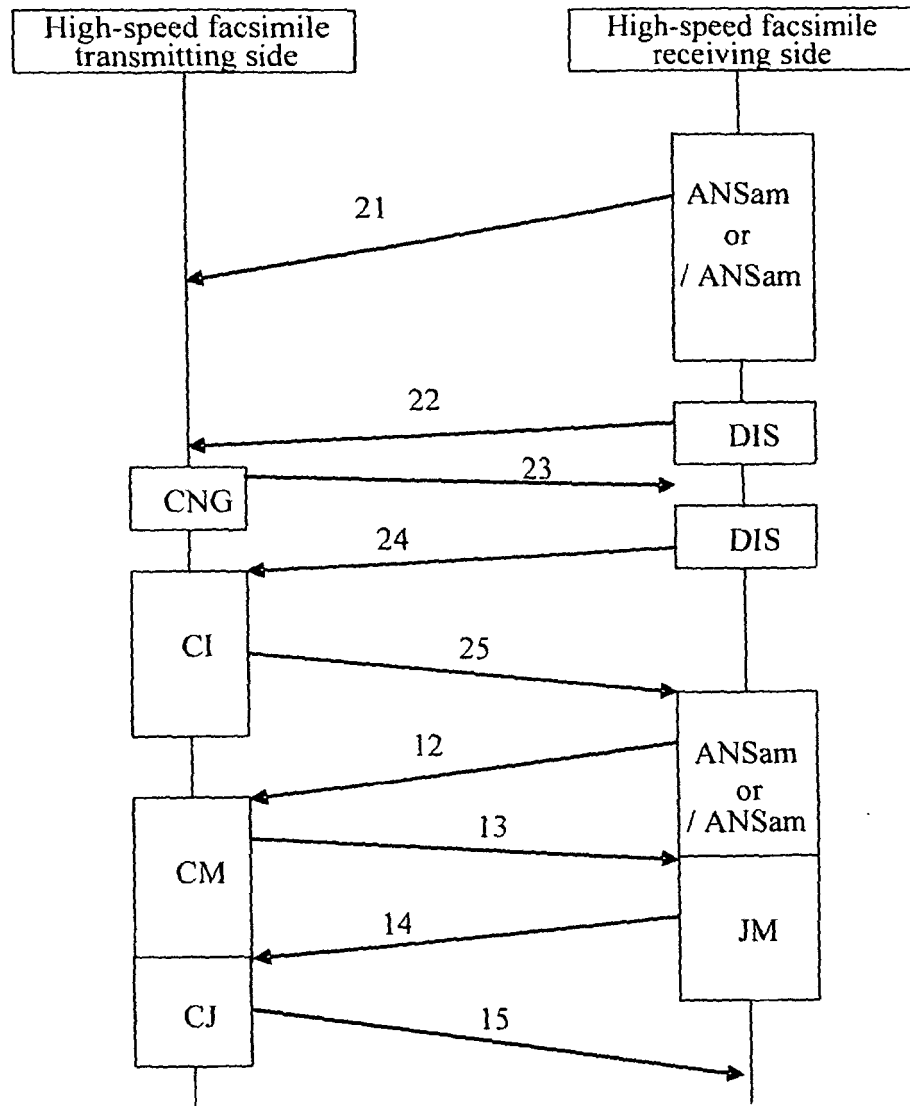 High-speed facsimile
transmitting side
High-speed facsimile
receiving side
ANSam
or
/ ANSam
21
22
DIS
23
CNG
24
DIS
CI
25
12
ANSam
or
/ ANSam
13
CM
14
JM
CJ
15